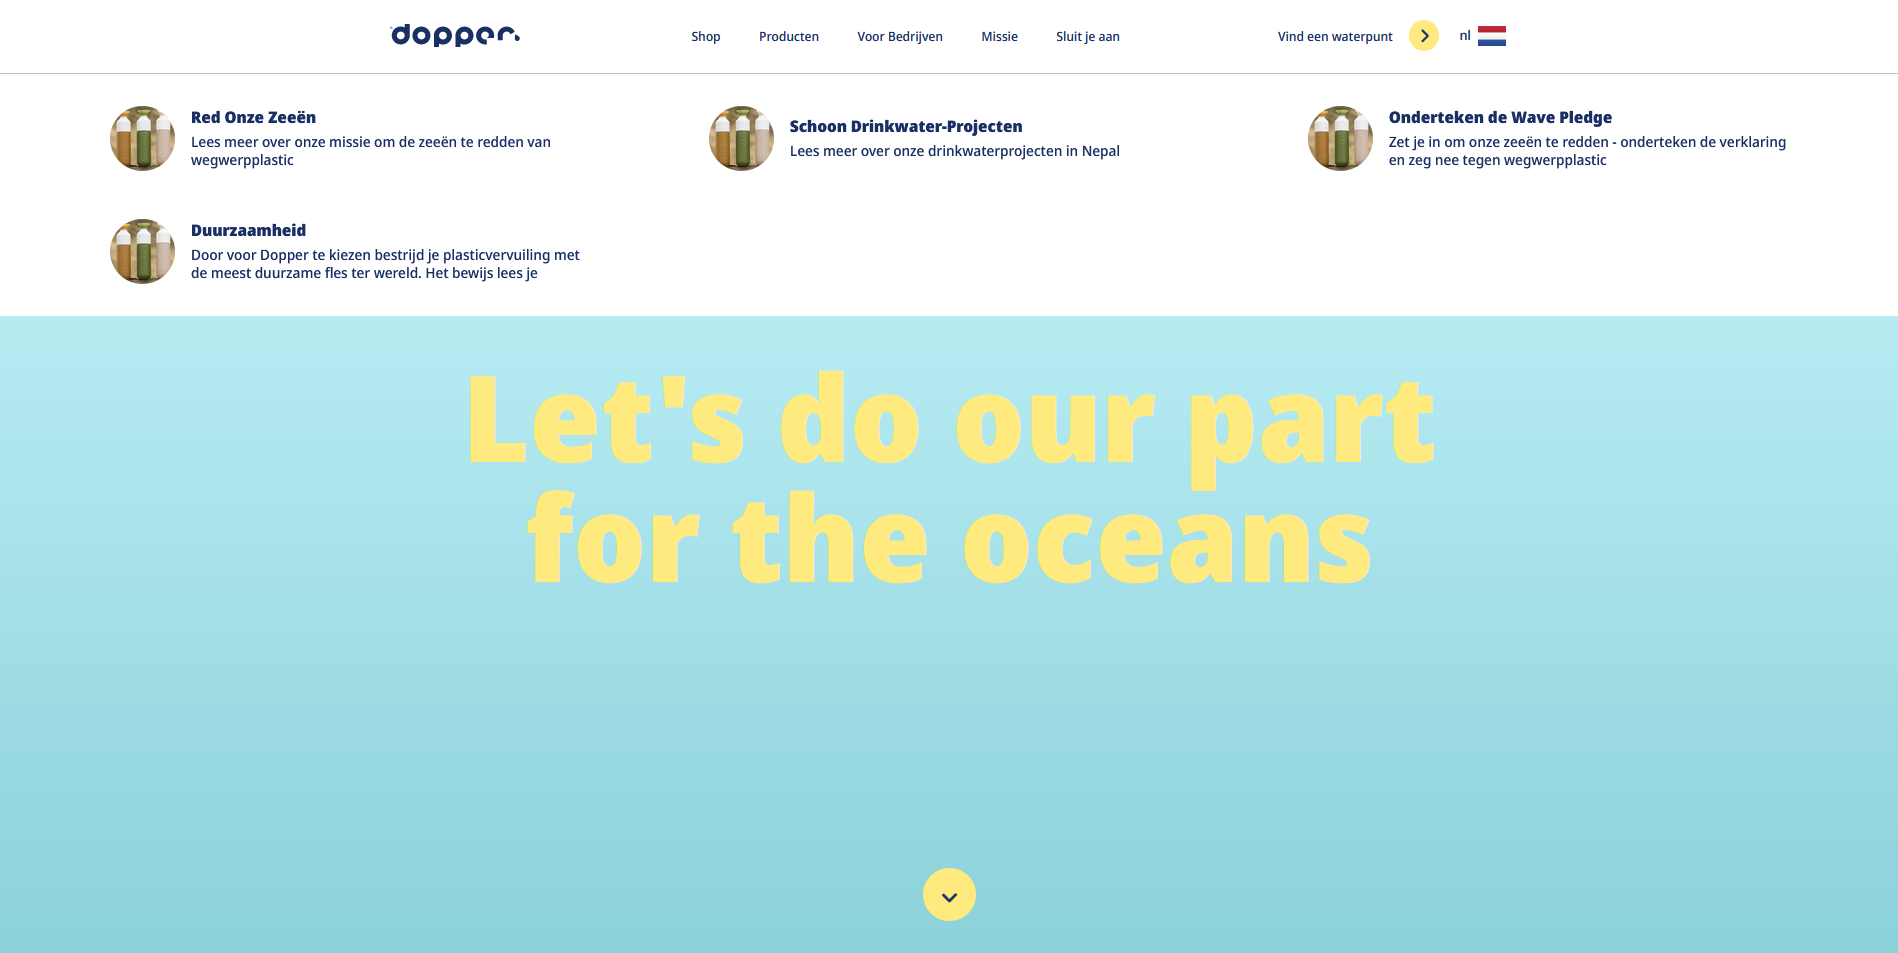 dopper
Shop Producten Voor Bedrijven Missie Sluit je aan
Vind een waterpunt
nl
Red Onze Zeeën
Lees meer over onze missie om de zeeën te redden van
wegwerpplastic
Schoon Drinkwater-Projecten
Lees meer over onze drinkwaterprojecten in Nepal
Onderteken de Wave Pledge
Zet je in om onze zeeën te redden - onderteken de verklaring
en zeg nee tegen wegwerpplastic
Duurzaamheid
Door voor Dopper te kiezen bestrijd je plasticvervuiling met
de meest duurzame fles ter wereld. Het bewijs lees je
Let's do our part
for the oceans